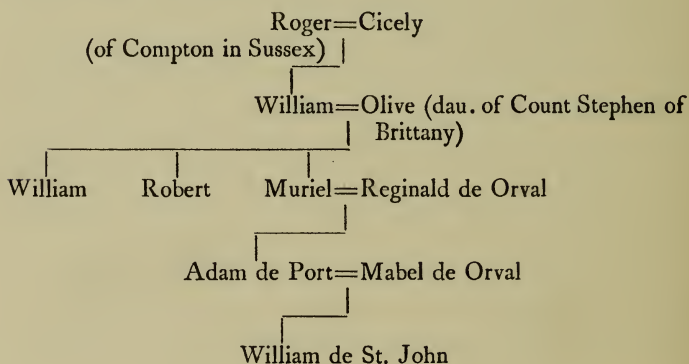 Roger=Cicely
(of Compton in Sussex)
William=Olive (dau. of Count Stephen of
Brittany)
William Robert Muriel=Reginald de Orval
Adam de Port=Mabel de Orval
William de St. John